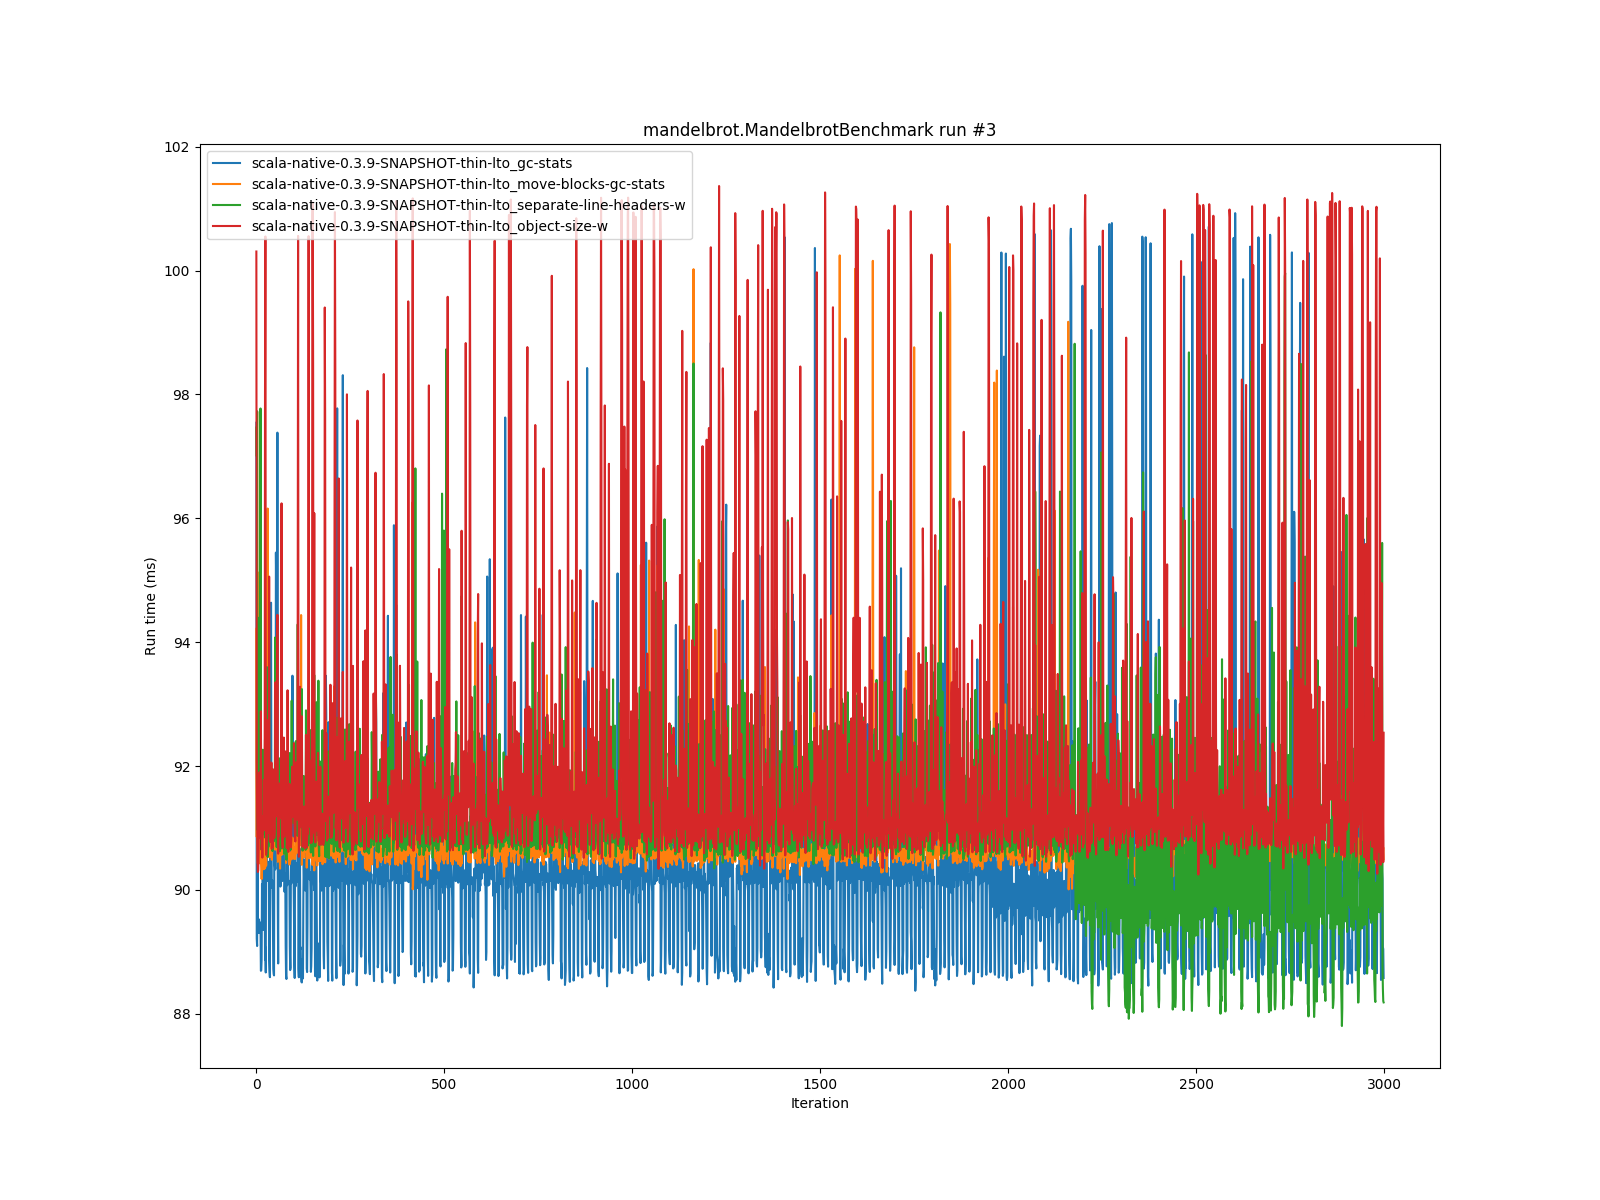 mandelbrot.MandelbrotBenchmark run #3
102
100
98
96
94
92
90
88
Run time (ms)
scala-native-0.3.9-SNAPSHOT-thin-lto_gc-stats
scala-native-0.3.9-SNAPSHOT-thin-lto_move-blocks-gc-stats
scala-native-0.3.9-SNAPSHOT-thin-lto_separate-line-headers-w
scala-native-0.3.9-SNAPSHOT-thin-lto_object-size-w
0 500 1000 1500 2000 2500 3000
Iteration